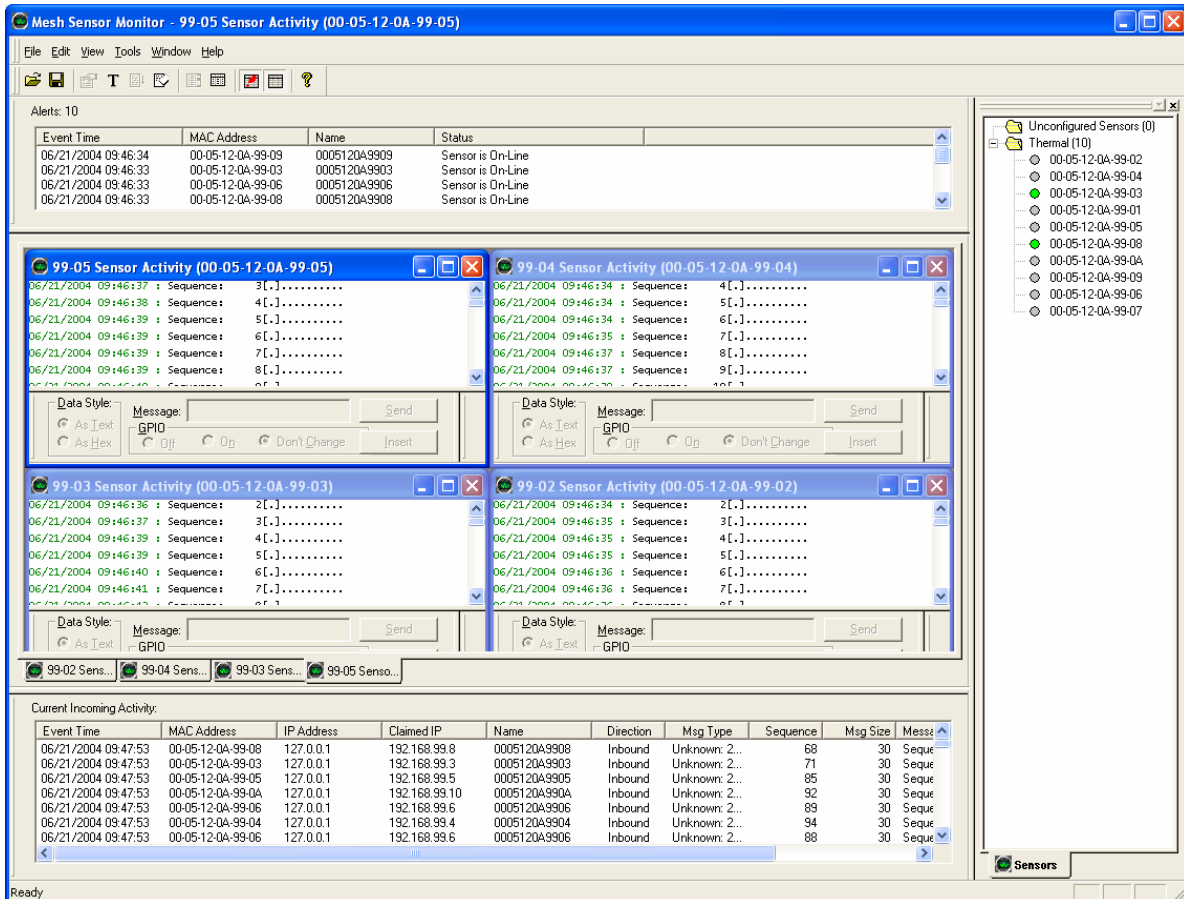 Mesh Sensor Monitor - 99-05 Sensor Activity (00-05-12-0A-99-05)
File Edit View Tools Window Help
T
Alerts: 10
Event Time MAC Address Name Status
06/21/2004 09:46:34 00-05-12-0A-99-09 0005120A9909 Sensor is On-Line
06/21/2004 09:46:33 00-05-12-0A-99-03 0005120A9903 Sensor is On-Line
06/21/2004 09:46:33 00-05-12-0A-99-06 0005120A9906 Sensor is On-Line
06/21/2004 09:46:33 00-05-12-0A-99-08 0005120A9908 Sensor is On-Line
99-05 Sensor Activity (00-05-12-0A-99-05)
06/21/2004 09:46:37 : Sequence: 3[.]..........
06/21/2004 09:46:38 : Sequence: 4[.]..........
06/21/2004 09:46:39 : Sequence: 5[.]..........
06/21/2004 09:46:39 : Sequence: 6[.]..........
06/21/2004 09:46:39 : Sequence: 7[.]..........
06/21/2004 09:46:39 : Sequence: 8[.]..........
Data Style:
As Text
As Hex
Message:
Send
GPIO
Off On Don't Change
Insert
99-04 Sensor Activity (00-05-12-0A-99-04)
06/21/2004 09:46:34 : Sequence: 4[.]..........
06/21/2004 09:46:34 : Sequence: 5[.]..........
06/21/2004 09:46:34 : Sequence: 6[.]..........
06/21/2004 09:46:35 : Sequence: 7[.]..........
06/21/2004 09:46:37 : Sequence: 8[.]..........
06/21/2004 09:46:37 : Sequence: 9[.]..........
Data Style:
As Text
As Hex
Message:
Send
GPIO
Off On Don't Change
Insert
99-03 Sensor Activity (00-05-12-0A-99-03)
06/21/2004 09:46:36 : Sequence: 2[.]..........
06/21/2004 09:46:37 : Sequence: 3[.]..........
06/21/2004 09:46:39 : Sequence: 4[.]..........
06/21/2004 09:46:39 : Sequence: 5[.]..........
06/21/2004 09:46:40 : Sequence: 6[.]..........
06/21/2004 09:46:41 : Sequence: 7[.]..........
Data Style:
As Text
Message:
Send
GPIO
99-02 Sensor Activity (00-05-12-0A-99-02)
06/21/2004 09:46:34 : Sequence: 2[.]..........
06/21/2004 09:46:35 : Sequence: 3[.]..........
06/21/2004 09:46:35 : Sequence: 4[.]..........
06/21/2004 09:46:35 : Sequence: 5[.]..........
06/21/2004 09:46:36 : Sequence: 6[.]..........
06/21/2004 09:46:36 : Sequence: 7[.]..........
Data Style:
As Text
Message:
Send
GPIO
99-02 Sens... 99-04 Sens... 99-03 Sens... 99-05 Senso...
Current Incoming Activity:
Event Time MAC Address IP Address Claimed IP Name Direction Msg Type Sequence Msg Size Messa
06/21/2004 09:47:53 00-05-12-0A-99-08 127.0.0.1 192.168.99.8 0005120A9908 Inbound Unknown: 2... 68 30 Seque
06/21/2004 09:47:53 00-05-12-0A-99-03 127.0.0.1 192.168.99.3 0005120A9903 Inbound Unknown: 2... 71 30 Seque
06/21/2004 09:47:53 00-05-12-0A-99-05 127.0.0.1 192.168.99.5 0005120A9905 Inbound Unknown: 2... 85 30 Seque
06/21/2004 09:47:53 00-05-12-0A-99-0A 127.0.0.1 192.168.99.10 0005120A990A Inbound Unknown: 2... 92 30 Seque
06/21/2004 09:47:53 00-05-12-0A-99-06 127.0.0.1 192.168.99.6 0005120A9906 Inbound Unknown: 2... 89 30 Seque
06/21/2004 09:47:53 00-05-12-0A-99-04 127.0.0.1 192.168.99.4 0005120A9904 Inbound Unknown: 2... 94 30 Seque
06/21/2004 09:47:53 00-05-12-0A-99-06 127.0.0.1 192.168.99.6 0005120A9906 Inbound Unknown: 2... 88 30 Seque
Unconfigured Sensors (0)
Thermal (10)
00-05-12-0A-99-02
00-05-12-0A-99-04
00-05-12-0A-99-03
00-05-12-0A-99-01
00-05-12-0A-99-05
00-05-12-0A-99-08
00-05-12-0A-99-0A
00-05-12-0A-99-09
00-05-12-0A-99-06
00-05-12-0A-99-07
Sensors
Ready